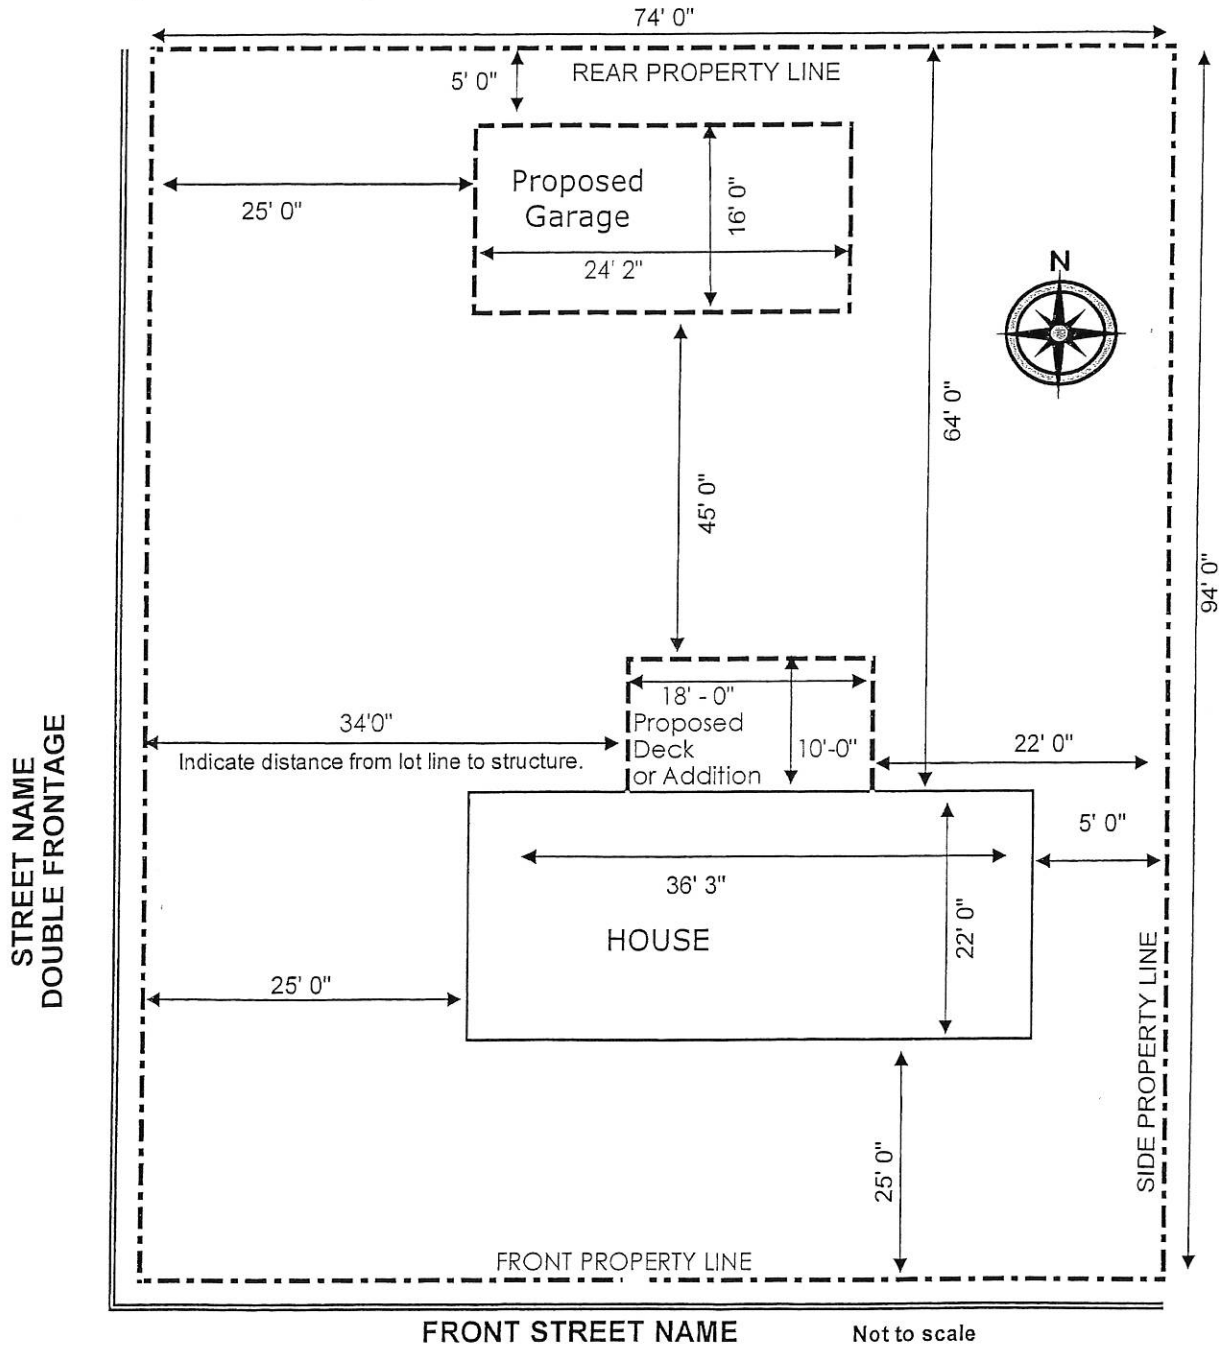 74' 0"
REAR PROPERTY LINE
5' 0"
Proposed
Garage
16' 0"
25' 0"
24' 2"
N
64' 0"
45' 0"
94' 0"
18' - 0"
34'0"
Proposed
Deck
or Addition
10'-0"
22' 0"
Indicate distance from lot line to structure.
STREET NAME
DOUBLE FRONTAGE
5' 0"
36' 3"
22' 0"
HOUSE
25' 0"
SIDE PROPERTY LINE
25' 0"
FRONT PROPERTY LINE
FRONT STREET NAME
Not to scale